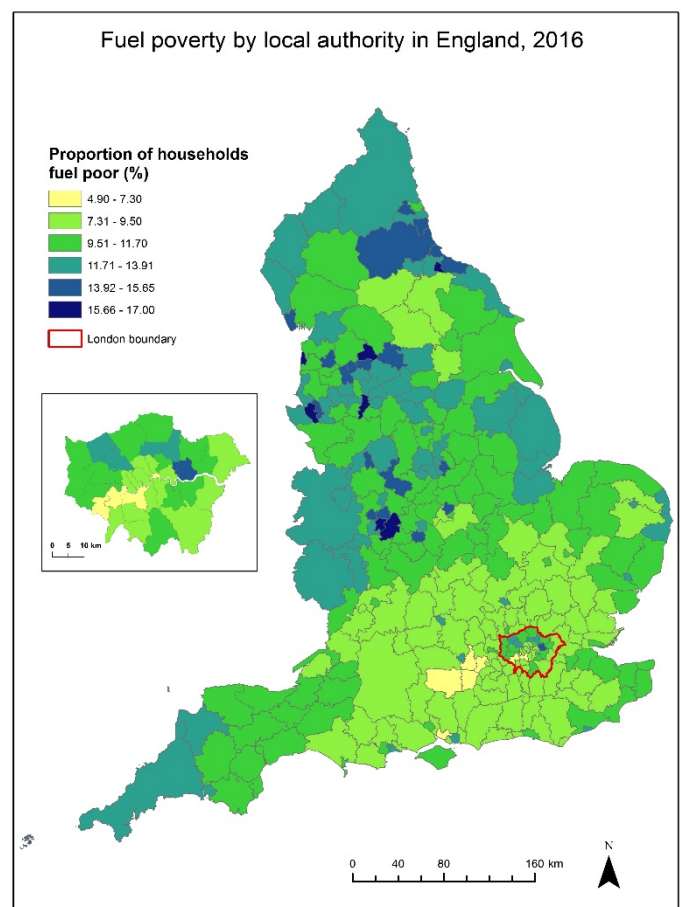 Fuel poverty by local authority in England, 2016
Proportion of households
fuel poor (%)
4.90 - 7.30
7.31 - 9.50
9.51 - 11.70
11.71 - 13.91
13.92 - 15.65
15.66 - 17.00
London boundary
0 5 10 km
N
0 40 80 160 km